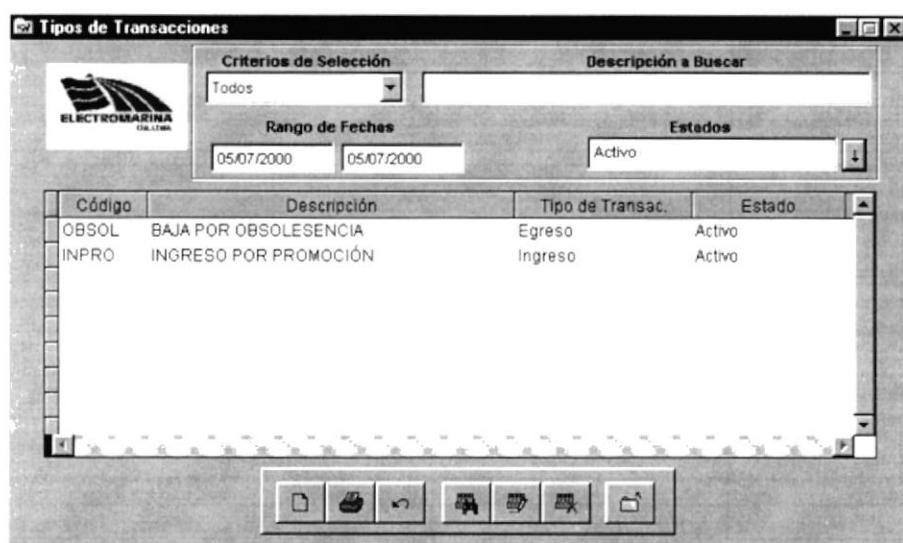 Tipos de Transacciones
Criterios de Selección
Descripción a Buscar
Todos
ELECTROMARINA
CIA. LTDA.
Rango de Fechas
Estados
05/07/2000 05/07/2000
Activo
Código Descripción Tipo de Transac. Estado
OBSOL BAJA POR OBSOLESENCIA Egreso Activo
INPRO INGRESO POR PROMOCIÓN Ingreso Activo